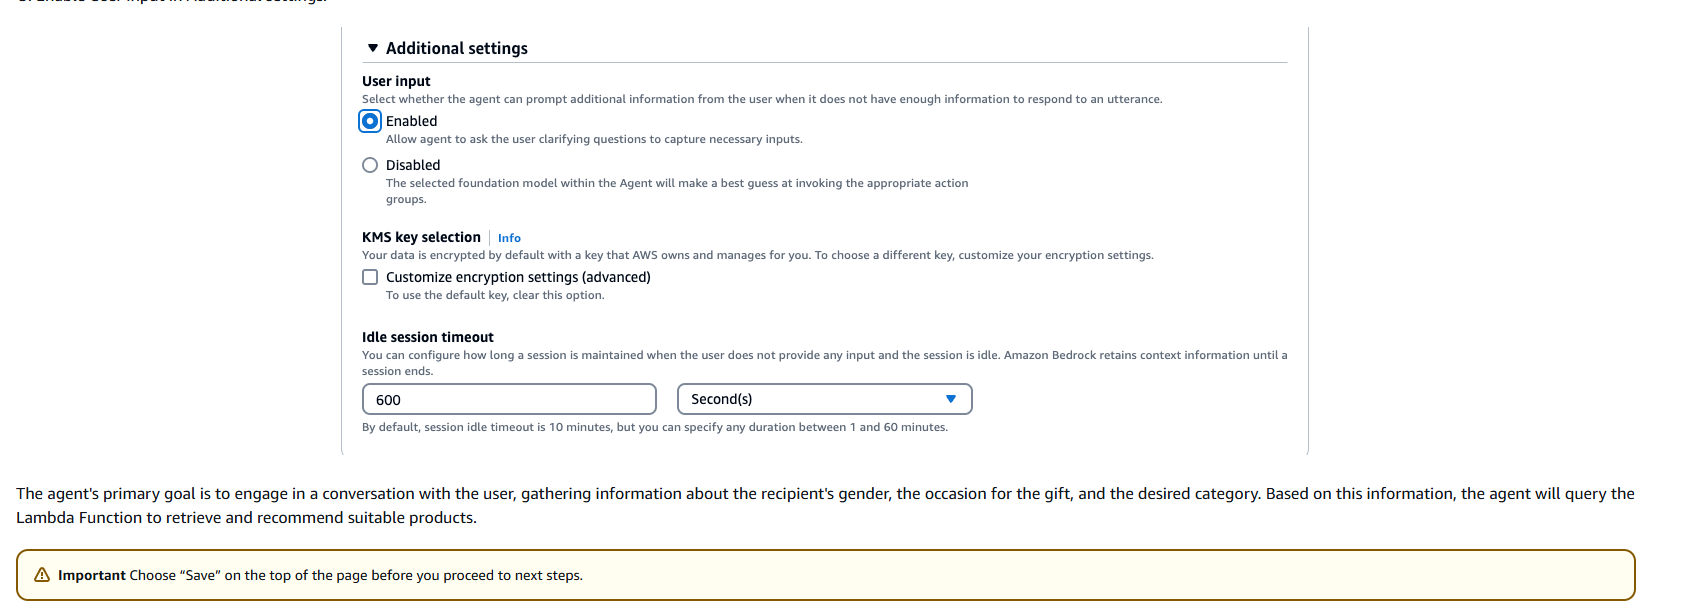 Additional settings
User input
Select whether the agent can prompt additional information from the user when it does not have enough information to respond to an utterance.
Enabled
Allow agent to ask the user clarifying questions to capture necessary inputs.
Disabled
The selected foundation model within the Agent will make a best guess at invoking the appropriate action
groups.
KMS key selection Info
Your data is encrypted by default with a key that AWS owns and manages for you. To choose a different key, customize your encryption settings.
Customize encryption settings (advanced)
To use the default key, clear this option.
Idle session timeout
You can configure how long a session is maintained when the user does not provide any input and the session is idle. Amazon Bedrock retains context information until a
session ends.
600 Second(s)
By default, session idle timeout is 10 minutes, but you can specify any duration between 1 and 60 minutes.
The agent's primary goal is to engage in a conversation with the user, gathering information about the recipient's gender, the occasion for the gift, and the desired category. Based on this information, the agent will query the
Lambda Function to retrieve and recommend suitable products.
Important Choose “Save” on the top of the page before you proceed to next steps.